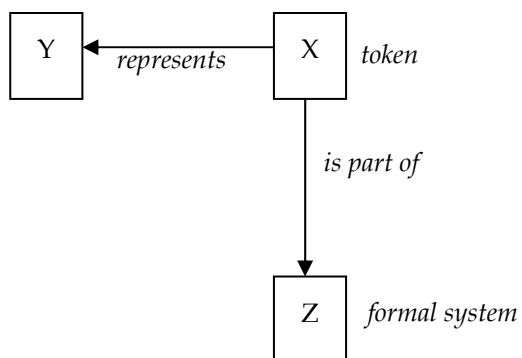 Y
represents
X
token
is part of
Z
formal system